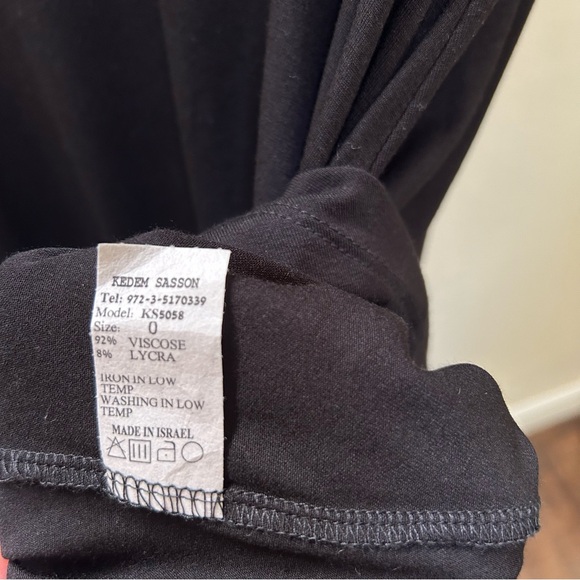 KEDEM SASSON
Tel: 972-3-5170339
Model: KS5058
Size: 0
92% VISCOSE
8% LYCRA
IRON IN LOW
TEMP
WASHING IN LOW
TEMP
MADE IN ISRAEL